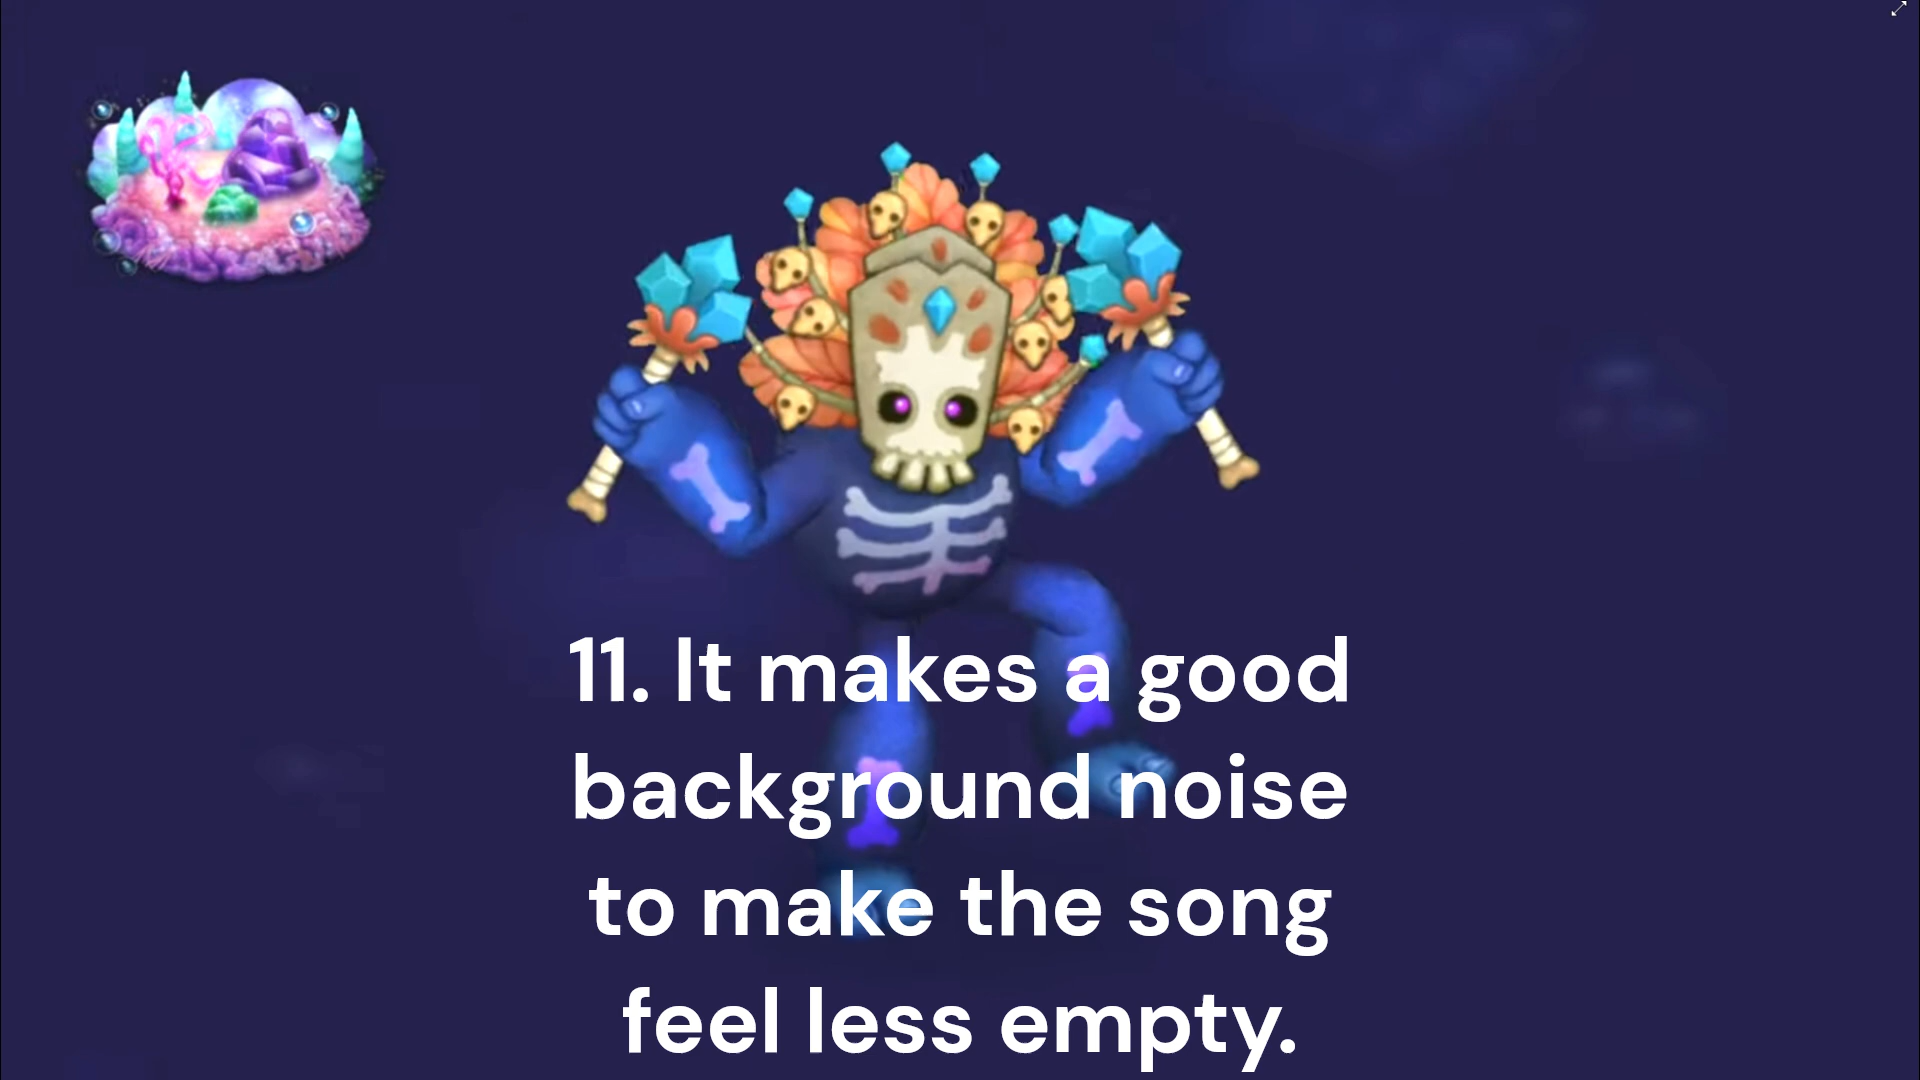 11. It makes a good
background noise
to make the song
feel less empty.